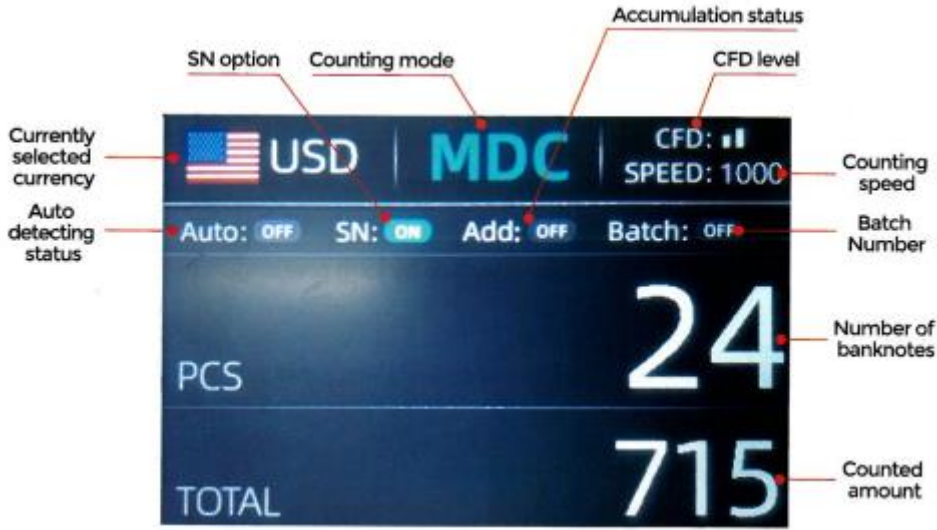 Accumulation status
SN option
Counting mode
CFD level
Currently
selected
currency
USD
MDC
CFD:
SPEED: 1000
Counting
speed
Auto
detecting
status
Auto: OFF
SN: ON
Add: OFF
Batch: OFF
Batch
Number
24
PCS
Number of
banknotes
715
TOTAL
Counted
amount